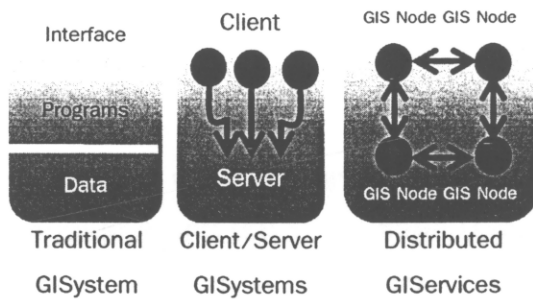 Interface
Programs
Data
Traditional
GISystem
Client
Server
Client/Server
GISystems
GIS Node GIS Node
GIS Node GIS Node
Distributed
GIServices